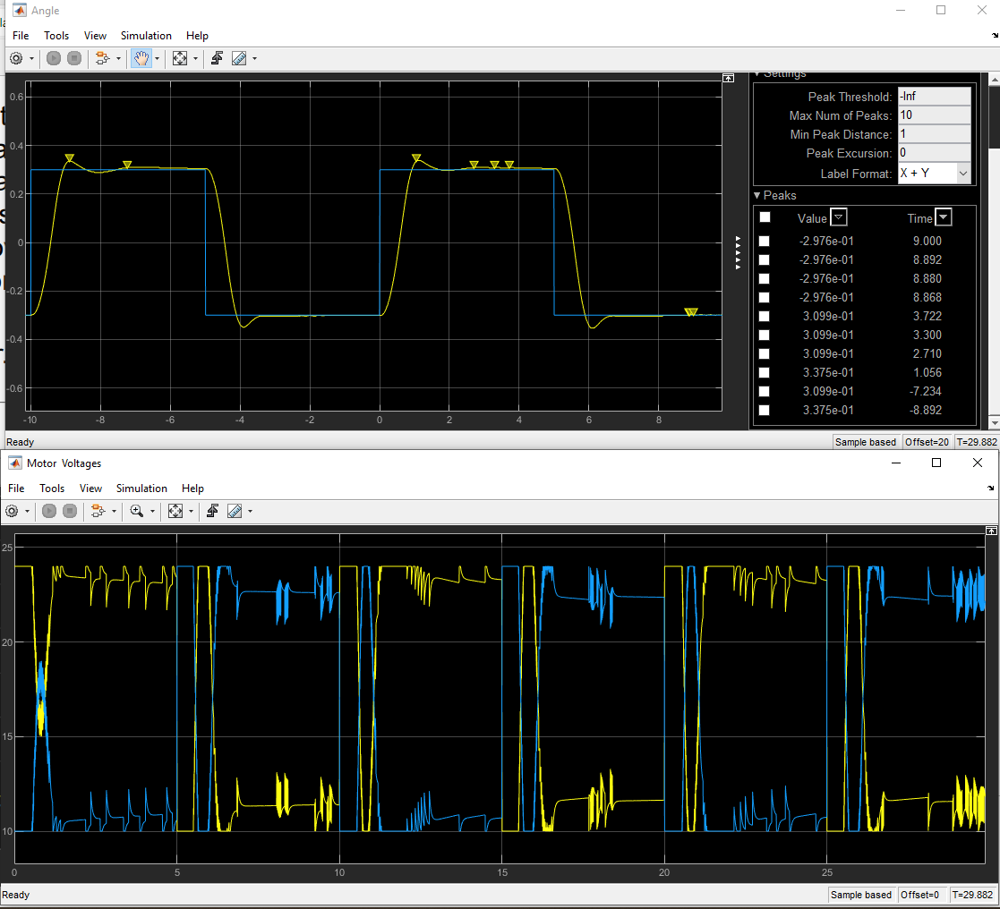 Angle
File Tools View Simulation Help
Settings
Peak Threshold: -Inf
Max Num of Peaks: 10
Min Peak Distance: 1
Peak Excursion: 0
Label Format: X + Y
Peaks
Value Time
-2.976e-01 9.000
-2.976e-01 8.892
-2.976e-01 8.880
-2.976e-01 8.868
3.099e-01 3.722
3.099e-01 3.300
3.099e-01 2.710
3.375e-01 1.056
3.099e-01 -7.234
3.375e-01 -8.892
0.6
0.4
0.2
0
-0.2
-0.4
-0.6
-10 -8 -6 -4 -2 0 2 4 6 8
Ready Sample based Offset=20 T=29.882
Motor Voltages
File Tools View Simulation Help
25
20
15
10
0 5 10 15 20 25
Ready Sample based Offset=0 T=29.882